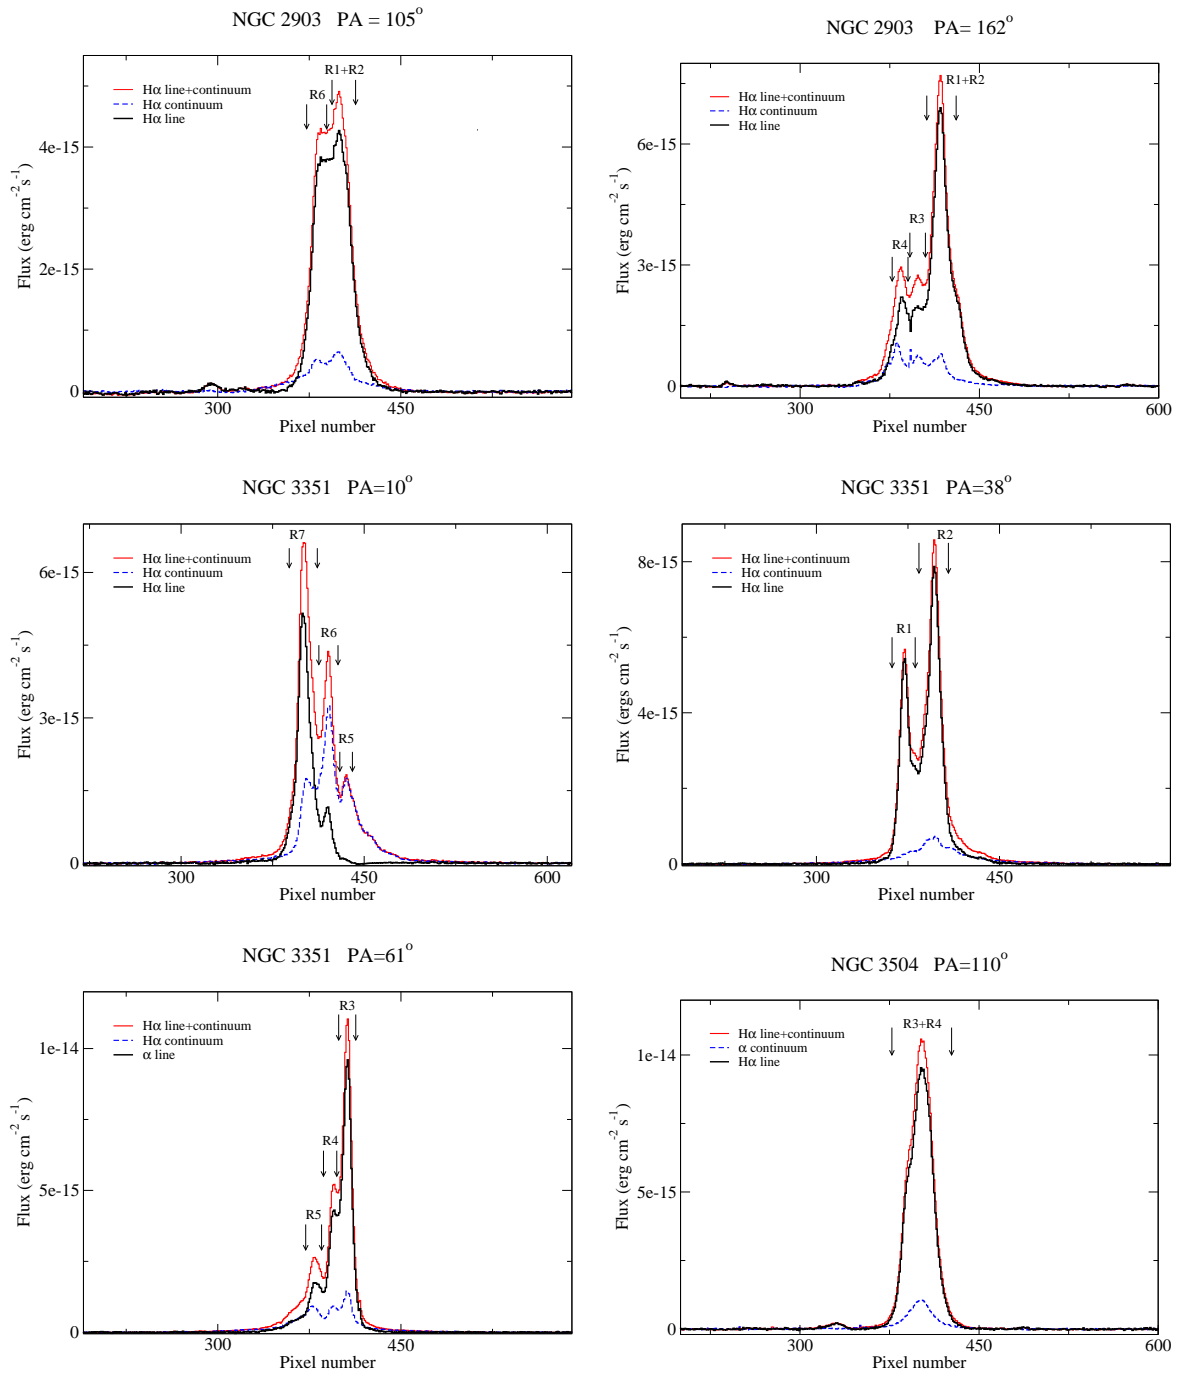 NGC 2903 PA = 105°
R1+R2
R6
Hα line+continuum
Hα continuum
Hα line
4e-15
2e-15
0
300 450
Flux (erg cm⁻² s⁻¹)
Pixel number
NGC 2903 PA= 162°
R1+R2
R3
R4
Hα line+continuum
Hα continuum
Hα line
6e-15
3e-15
0
300 450 600
Flux (erg cm⁻² s⁻¹)
Pixel number
NGC 3351 PA=10°
R7
R6
R5
Hα line+continuum
Hα continuum
Hα line
6e-15
3e-15
0
300 450 600
Flux (erg cm⁻² s⁻¹)
Pixel number
NGC 3351 PA=38°
R2
R1
Hα line+continuum
Hα continuum
Hα line
8e-15
4e-15
0
300 450
Flux (ergs cm⁻² s⁻¹)
Pixel number
NGC 3351 PA=61°
R3
R4
R5
Hα line+continuum
Hα continuum
α line
1e-14
5e-15
0
300 450
Flux (erg cm⁻² s⁻¹)
Pixel number
NGC 3504 PA=110°
R3+R4
Hα line+continuum
α continuum
Hα line
1e-14
5e-15
0
300 450 600
Flux (erg cm⁻² s⁻¹)
Pixel number